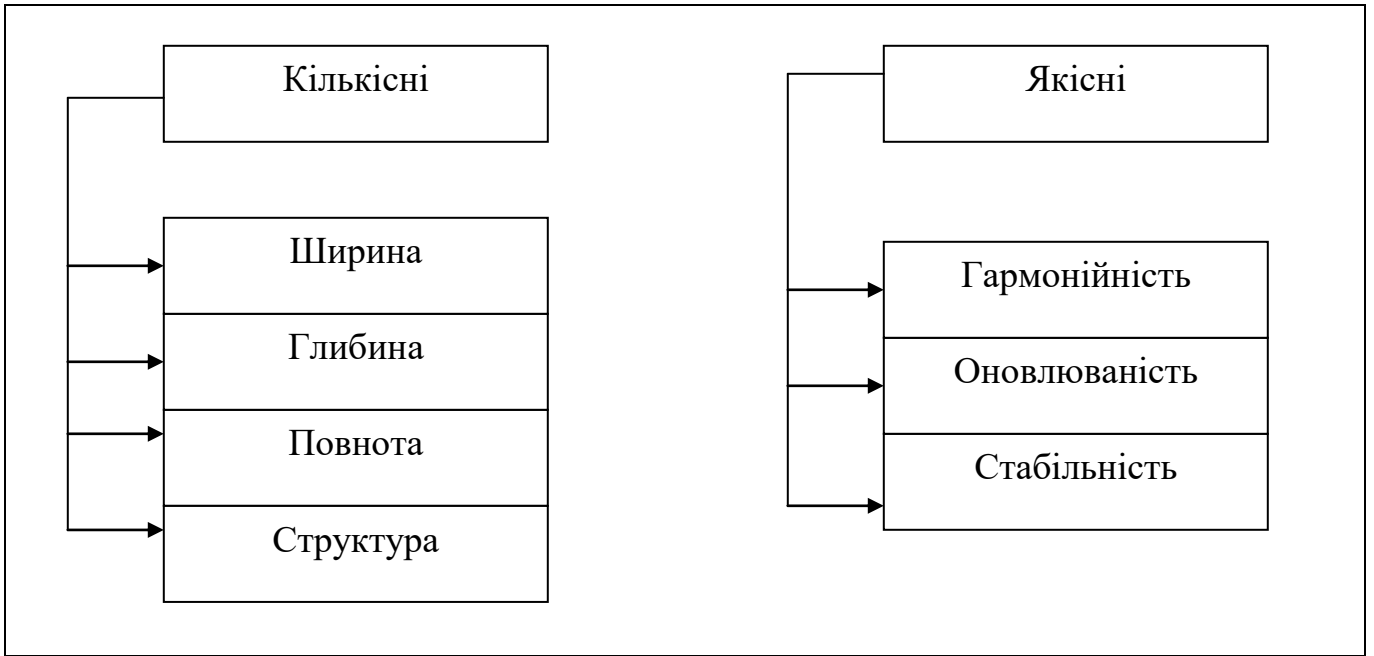 Кількісні
Ширина
Глибина
Повнота
Структура
Якісні
Гармонійність
Оновлюваність
Стабільність